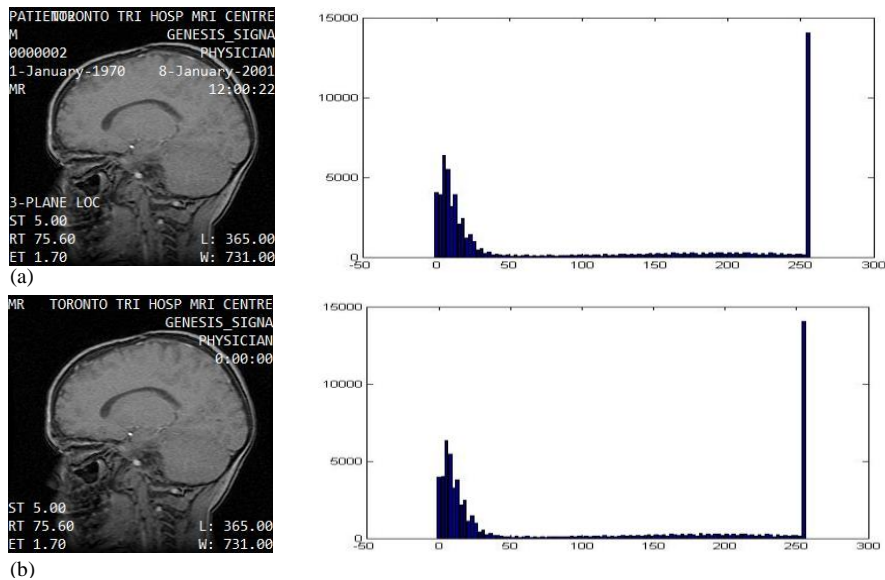 TORONTO TRI HOSP MRI CENTRE
M
GENESIS_SIGNA
0000002
PHYSICIAN
1-January-1970
8-January-2001
MR
12:00:22
3-PLANE LOC
ST 5.00
RT 75.60
L: 365.00
ET 1.70
W: 731.00
15000
10000
5000
0
-50 0 50 100 150 200 250 300
(a)
MR
TORONTO TRI HOSP MRI CENTRE
GENESIS_SIGNA
PHYSICIAN
0:00:00
ST 5.00
RT 75.60
L: 365.00
ET 1.70
W: 731.00
15000
10000
5000
0
-50 0 50 100 150 200 250 300
(b)